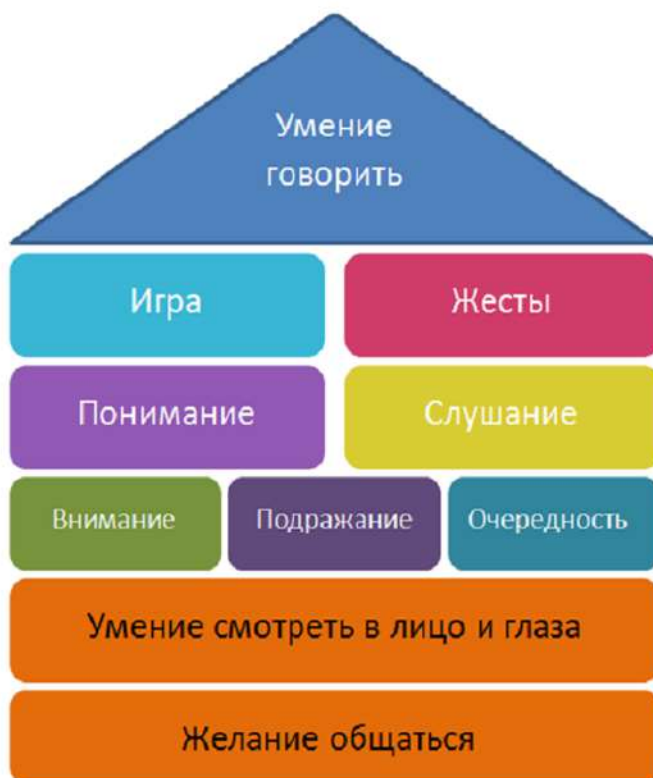 Умение
говорить
Игра
Жесты
Понимание
Слушание
Внимание
Подражание
Очередность
Умение смотреть в лицо и глаза
Желание общаться